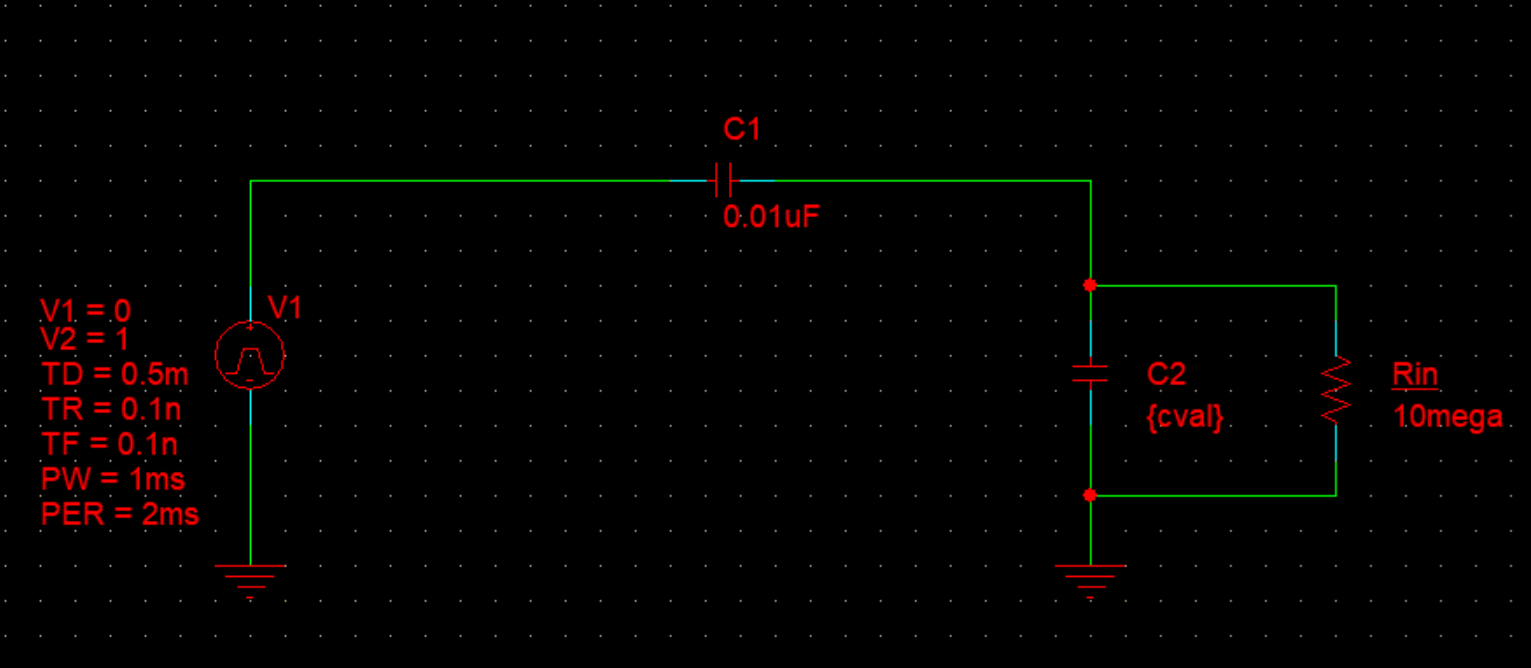 C1
0.01uF
V1
V1 = 0
V2 = 1
TD = 0.5m
TR = 0.1n
TF = 0.1n
PW = 1ms
PER = 2ms
C2
{cval}
Rin
10mega